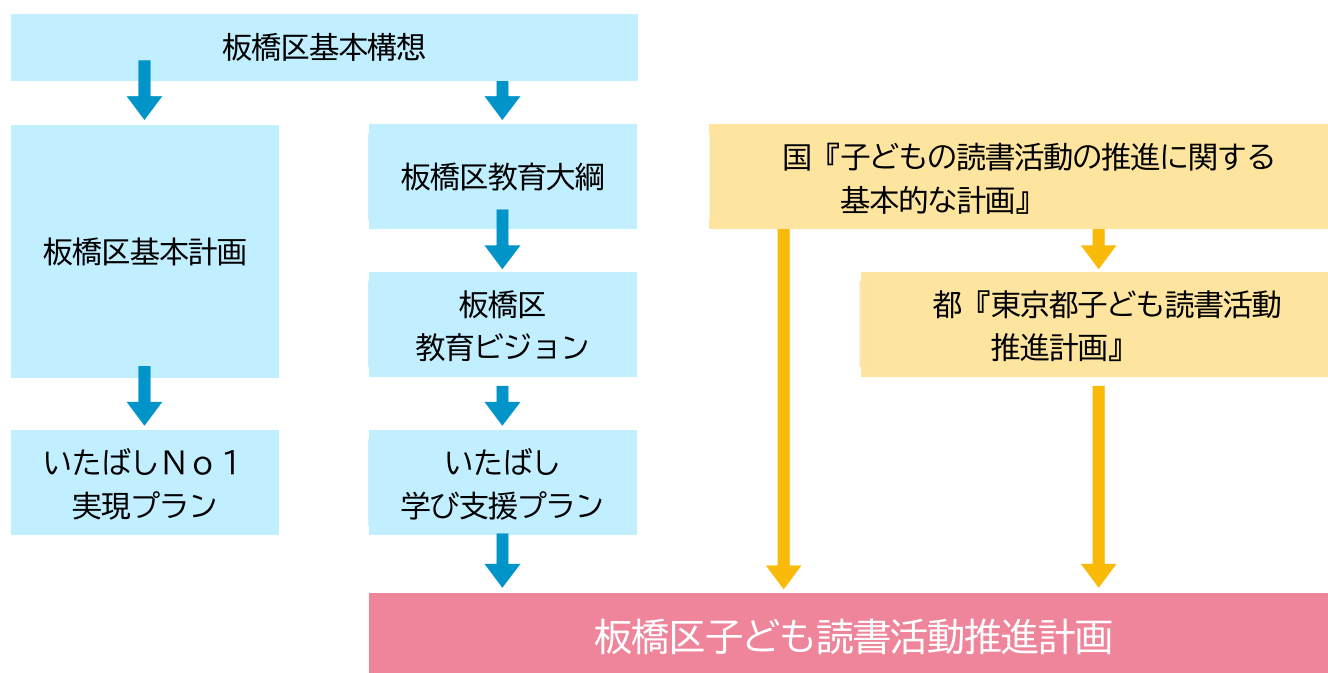 板橋区基本構想
板橋区基本計画
いたばしＮｏ１
実現プラン
板橋区教育大綱
板橋区
教育ビジョン
いたばし
学び支援プラン
国『子どもの読書活動の推進に関する
基本的な計画』
都『東京都子ども読書活動
推進計画』
板橋区子ども読書活動推進計画